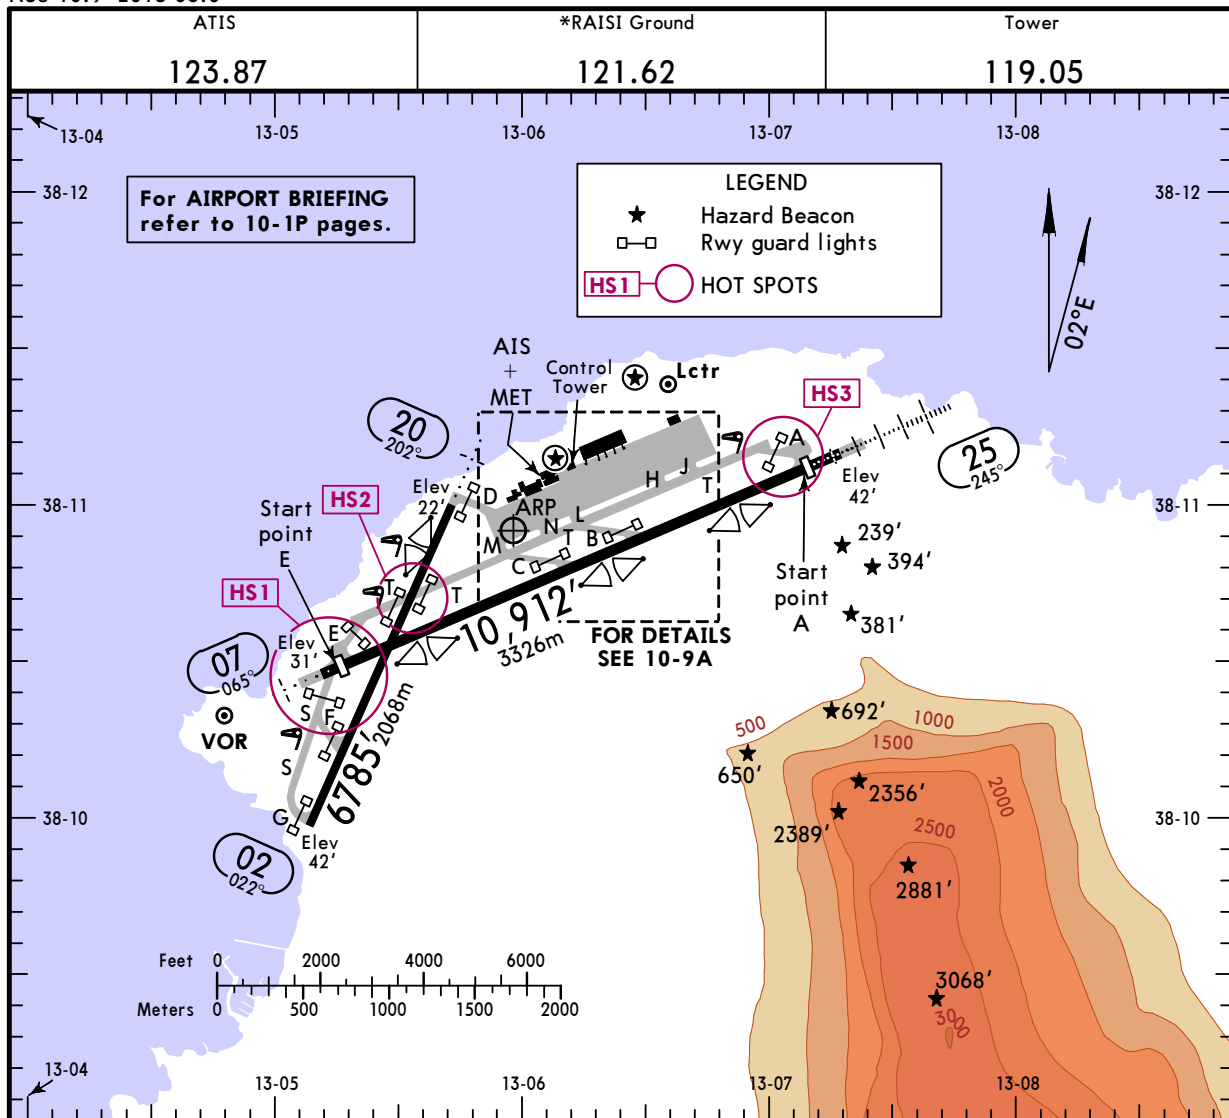 ATIS
*RAISI Ground
Tower
123.87
121.62
119.05
13-04
13-05
13-06
13-07
13-08
38-12
38-12
For AIRPORT BRIEFING
refer to 10-1P pages.
LEGEND
Hazard Beacon
Rwy guard lights
HS1
HOT SPOTS
02°E
AIS
+
MET
Control
Tower
Lctr
HS3
20
202°
25
245°
A
Elev
42'
H
J
T
38-11
38-11
HS2
Elev
22'
D
ARP
Start
point
E
M
N
L
T
B
C
239'
394'
Start
point
A
381'
HS1
T
T
E
Elev
31'
10,912'
3326m
FOR DETAILS
SEE 10-9A
07
065°
VOR
S
F
S
6785'
2068m
692'
500
1000
1500
650'
2000
2356'
2389'
2500
38-10
38-10
G
Elev
42'
02
022°
2881'
Feet
0
2000
4000
6000
Meters
0
500
1000
1500
2000
3068'
3000
13-04
13-05
13-06
13-07
13-08